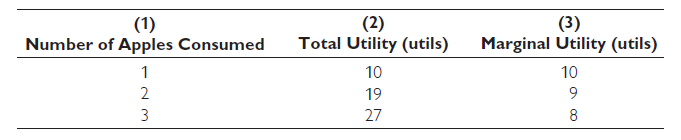 (1) (2) (3)
Number of Apples Consumed Total Utility (utils) Marginal Utility (utils)
1 10 10
2 19 9
3 27 8